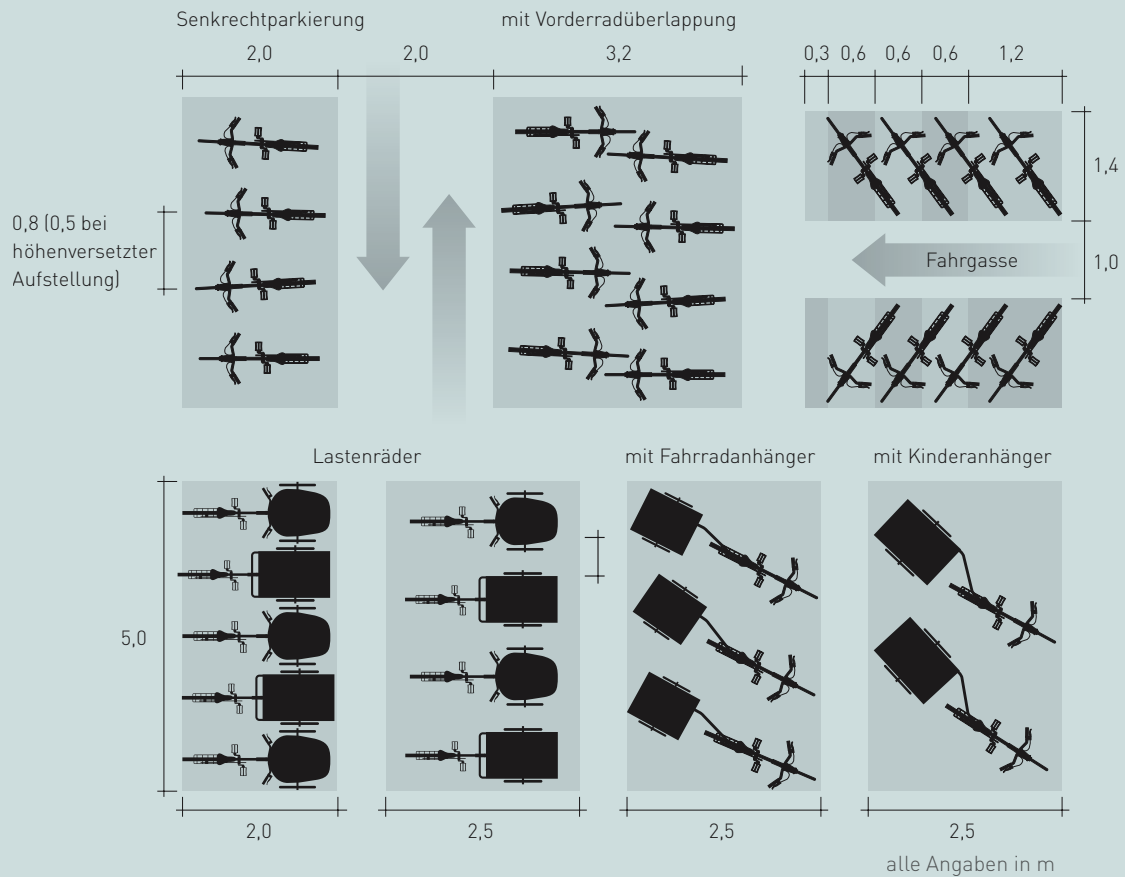 Senkrechtparkierung
mit Vorderradüberlappung
2,0
2,0
3,2
0,3
0,6
0,6
0,6
1,2
0,8 (0,5 bei
höhenversetzter
Aufstellung)
1,4
Fahrgasse
1,0
Lastenräder
mit Fahrradanhänger
mit Kinderanhänger
5,0
2,0
2,5
2,5
2,5
alle Angaben in m